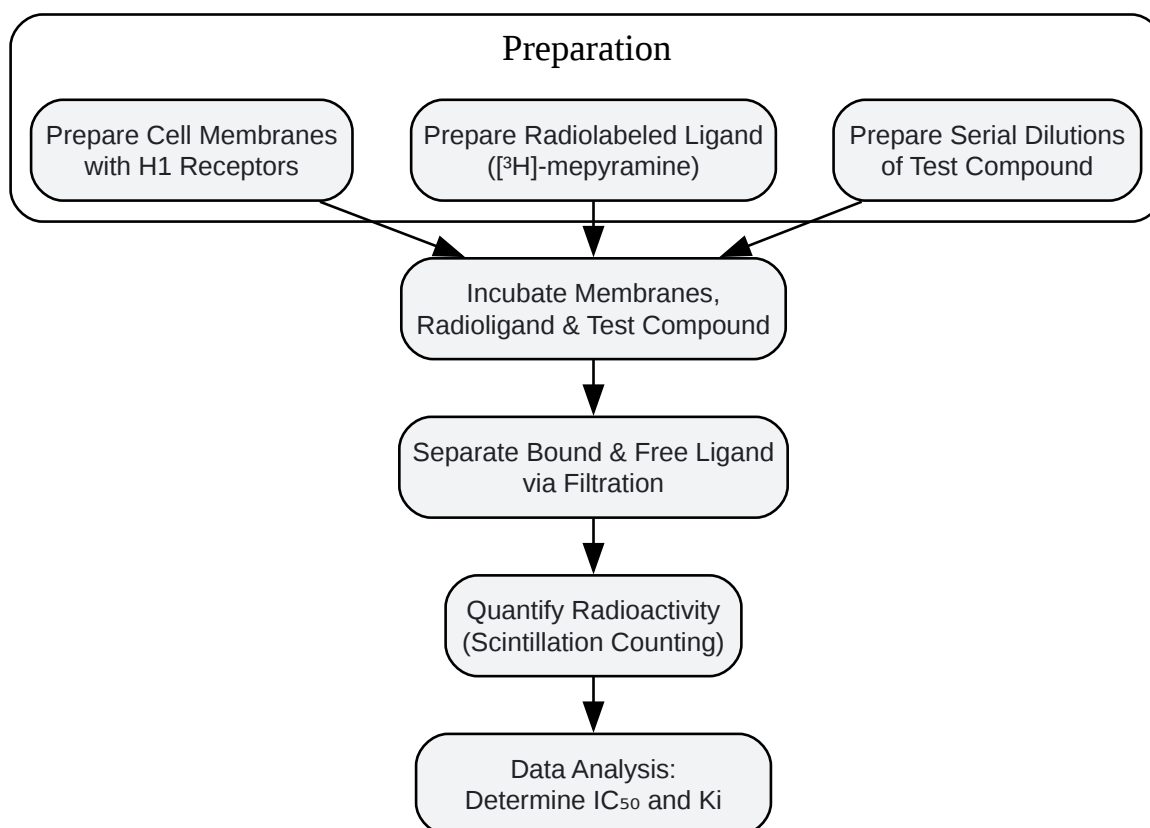 Preparation
Prepare Cell Membranes
with H1 Receptors
Prepare Radiolabeled Ligand
([³H]-mepyramine)
Prepare Serial Dilutions
of Test Compound
Incubate Membranes,
Radioligand & Test Compound
Separate Bound & Free Ligand
via Filtration
Quantify Radioactivity
(Scintillation Counting)
Data Analysis:
Determine IC₅₀ and Ki